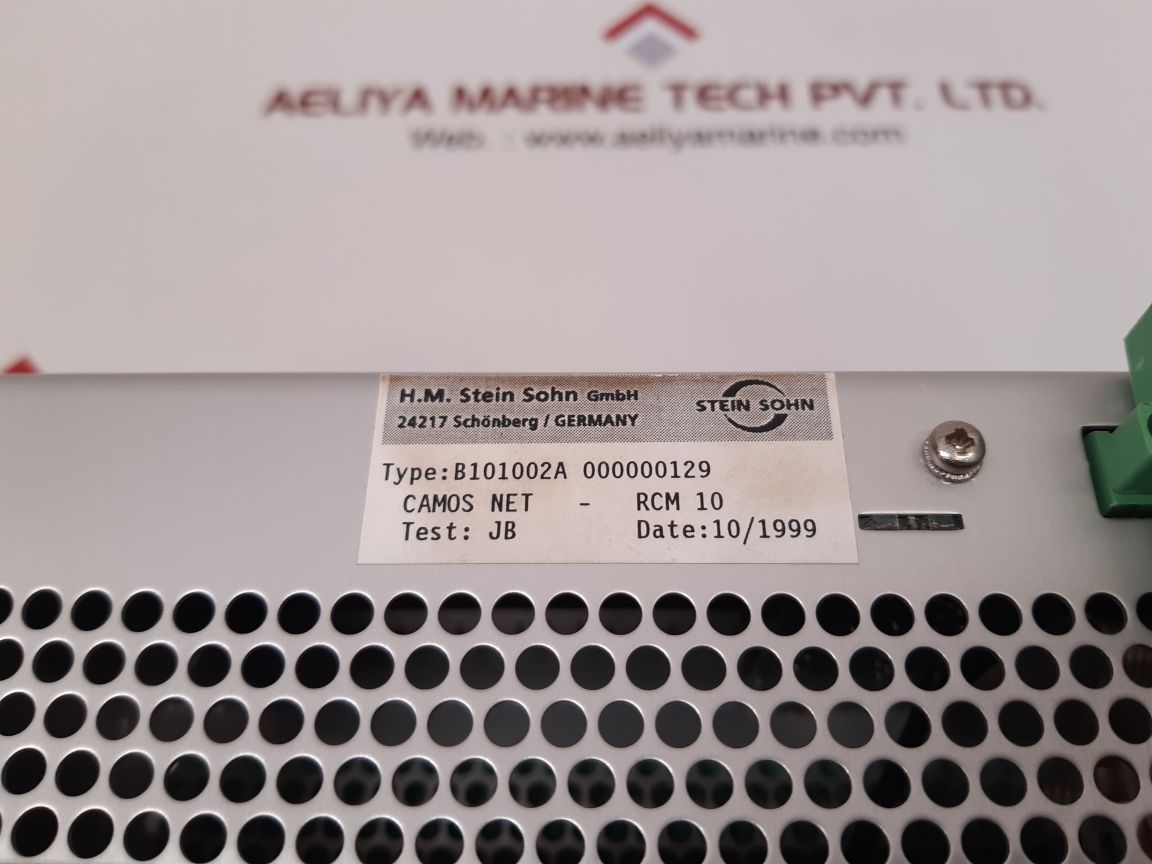 AELIYA MARINE TECH PVT. LTD.
Web. : www.aeliyamarine.com
H.M. Stein Sohn GmbH
24217 Schönberg / GERMANY
STEIN SOHN
Type:B101002A 000000129
CAMOS NET - RCM 10
Test: JB Date:10/1999